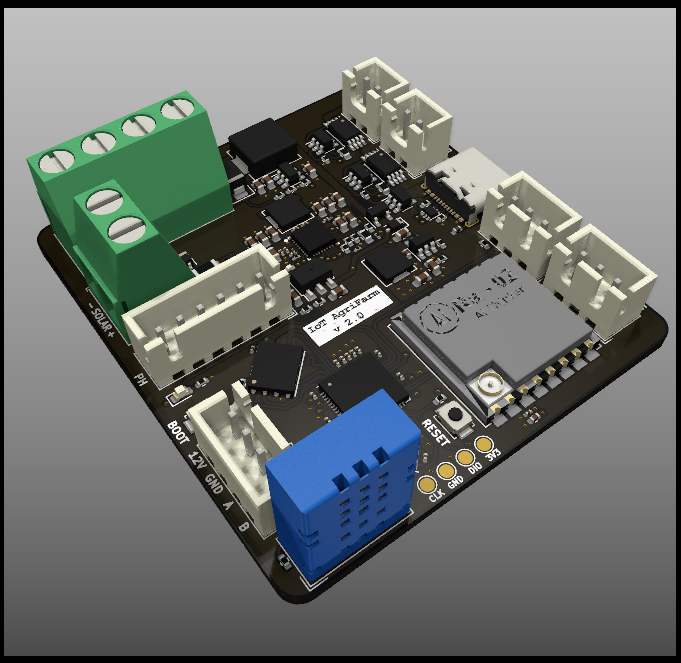 - SOLAR +
PH
IoT AgriFarm
v 2.0
BOOT
12V GND A B
RESET
CLK GND DIO 3V3